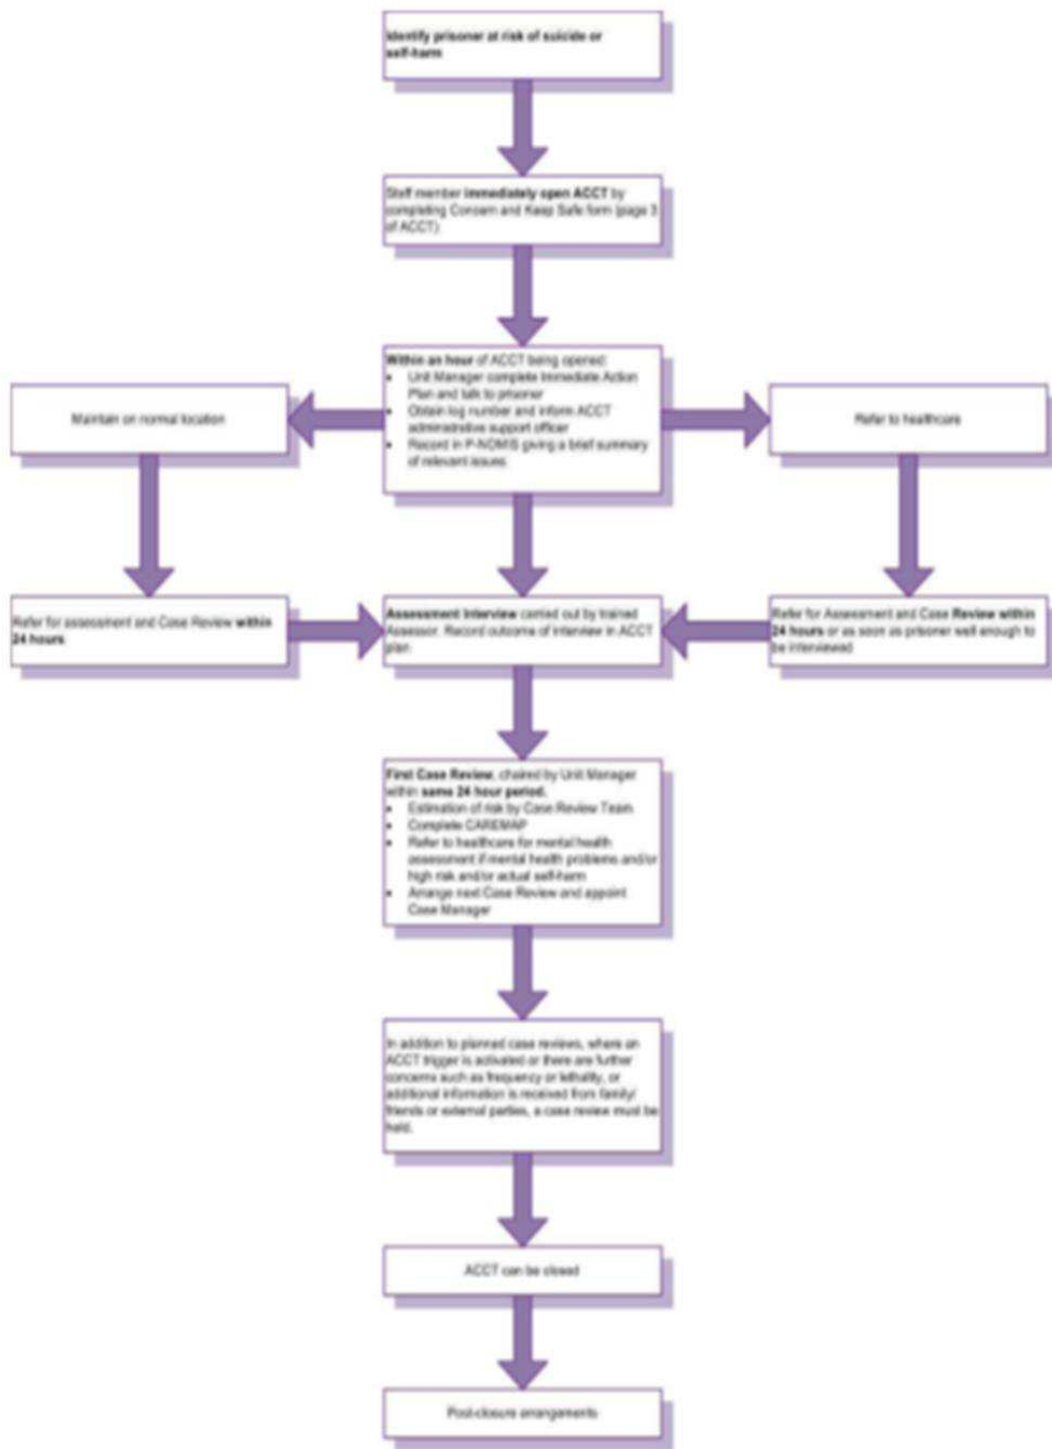 Identify prisoner at risk of suicide or
self-harm
Staff member immediately open ACCT by
completing Concern and Keep Safe form (page 3
of ACCT)
Within an hour of ACCT being opened:
• Unit Manager complete Immediate Action
Plan and talk to prisoner
• Obtain log number and inform ACCT
administrative support officer
• Record in P-NOMIS giving a brief summary
of relevant issues
Maintain on normal location
Refer to healthcare
Refer for assessment and Case Review within
24 hours
Assessment Interview carried out by trained
Assessor. Record outcome of interview in ACCT
plan
Refer for Assessment and Case Review within
24 hours or as soon as prisoner well enough to
be interviewed
First Case Review, chaired by Unit Manager
within same 24 hour period.
• Estimation of risk by Case Review Team
• Complete CAREMAP
• Refer to healthcare for mental health
assessment if mental health problems and/or
high risk and/or actual self-harm
• Arrange next Case Review and appoint
Case Manager
In addition to planned case reviews, where an
ACCT trigger is activated or there are further
concerns such as frequency or lethality, or
additional information is received from family/
friends or external parties, a case review must be
held.
ACCT can be closed
Post-closure arrangements